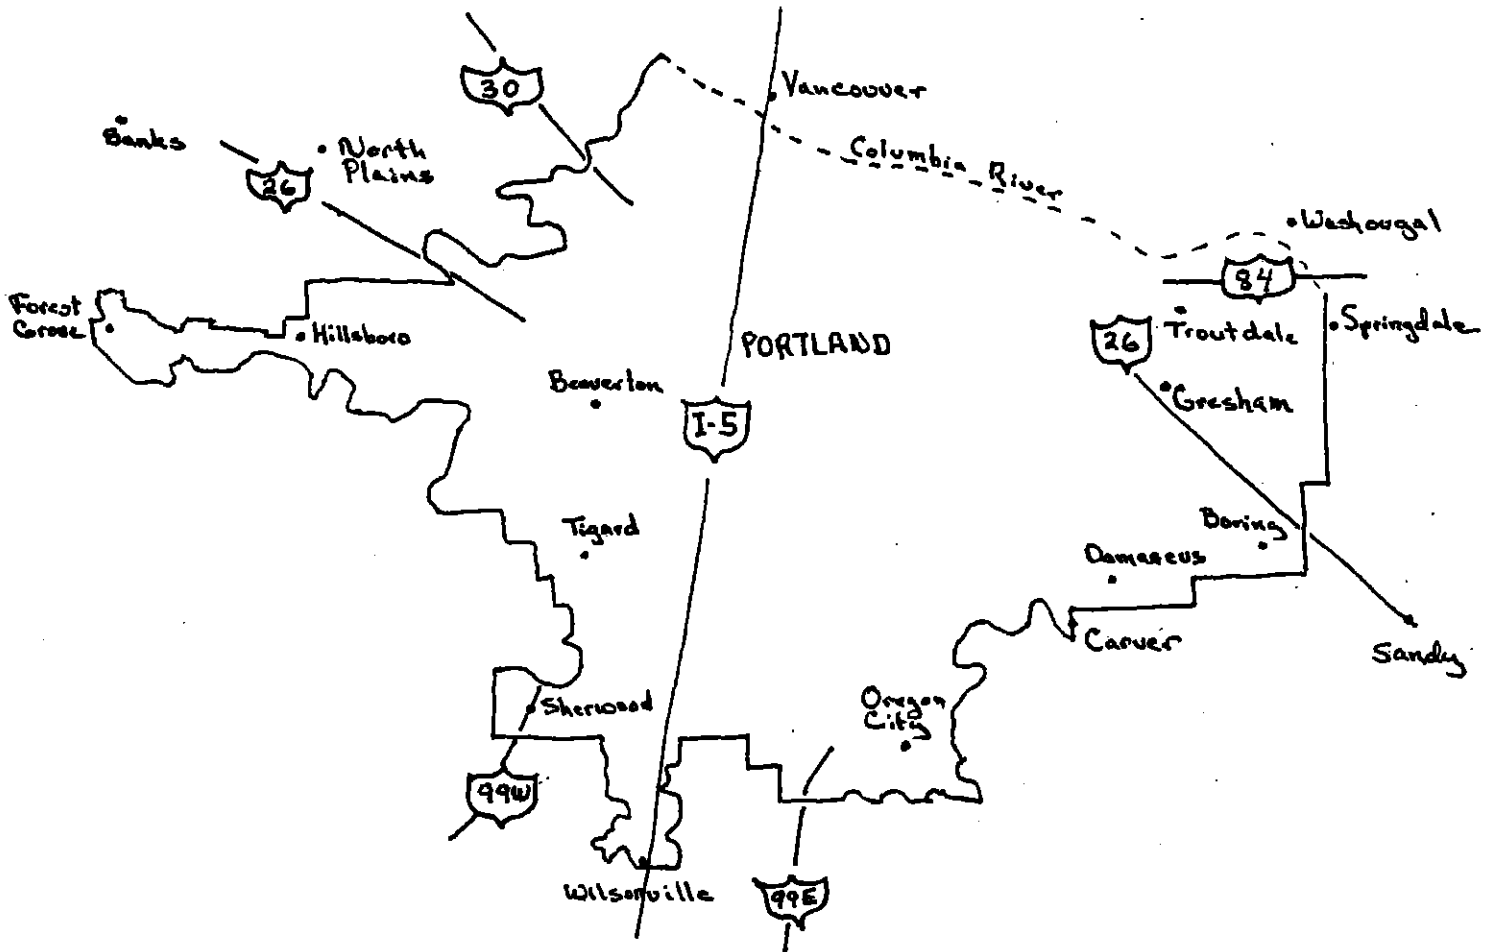 30
Vancouver
Banks
North
Plains
26
Columbia River
Washougal
84
Forest
Grove
Hillsboro
Springdale
Troutdale
26
PORTLAND
Beaverton
Gresham
I-5
Tigard
Boring
Damascus
Carver
Sandy
Oregon
City
Sherwood
99W
Wilsonville
99E